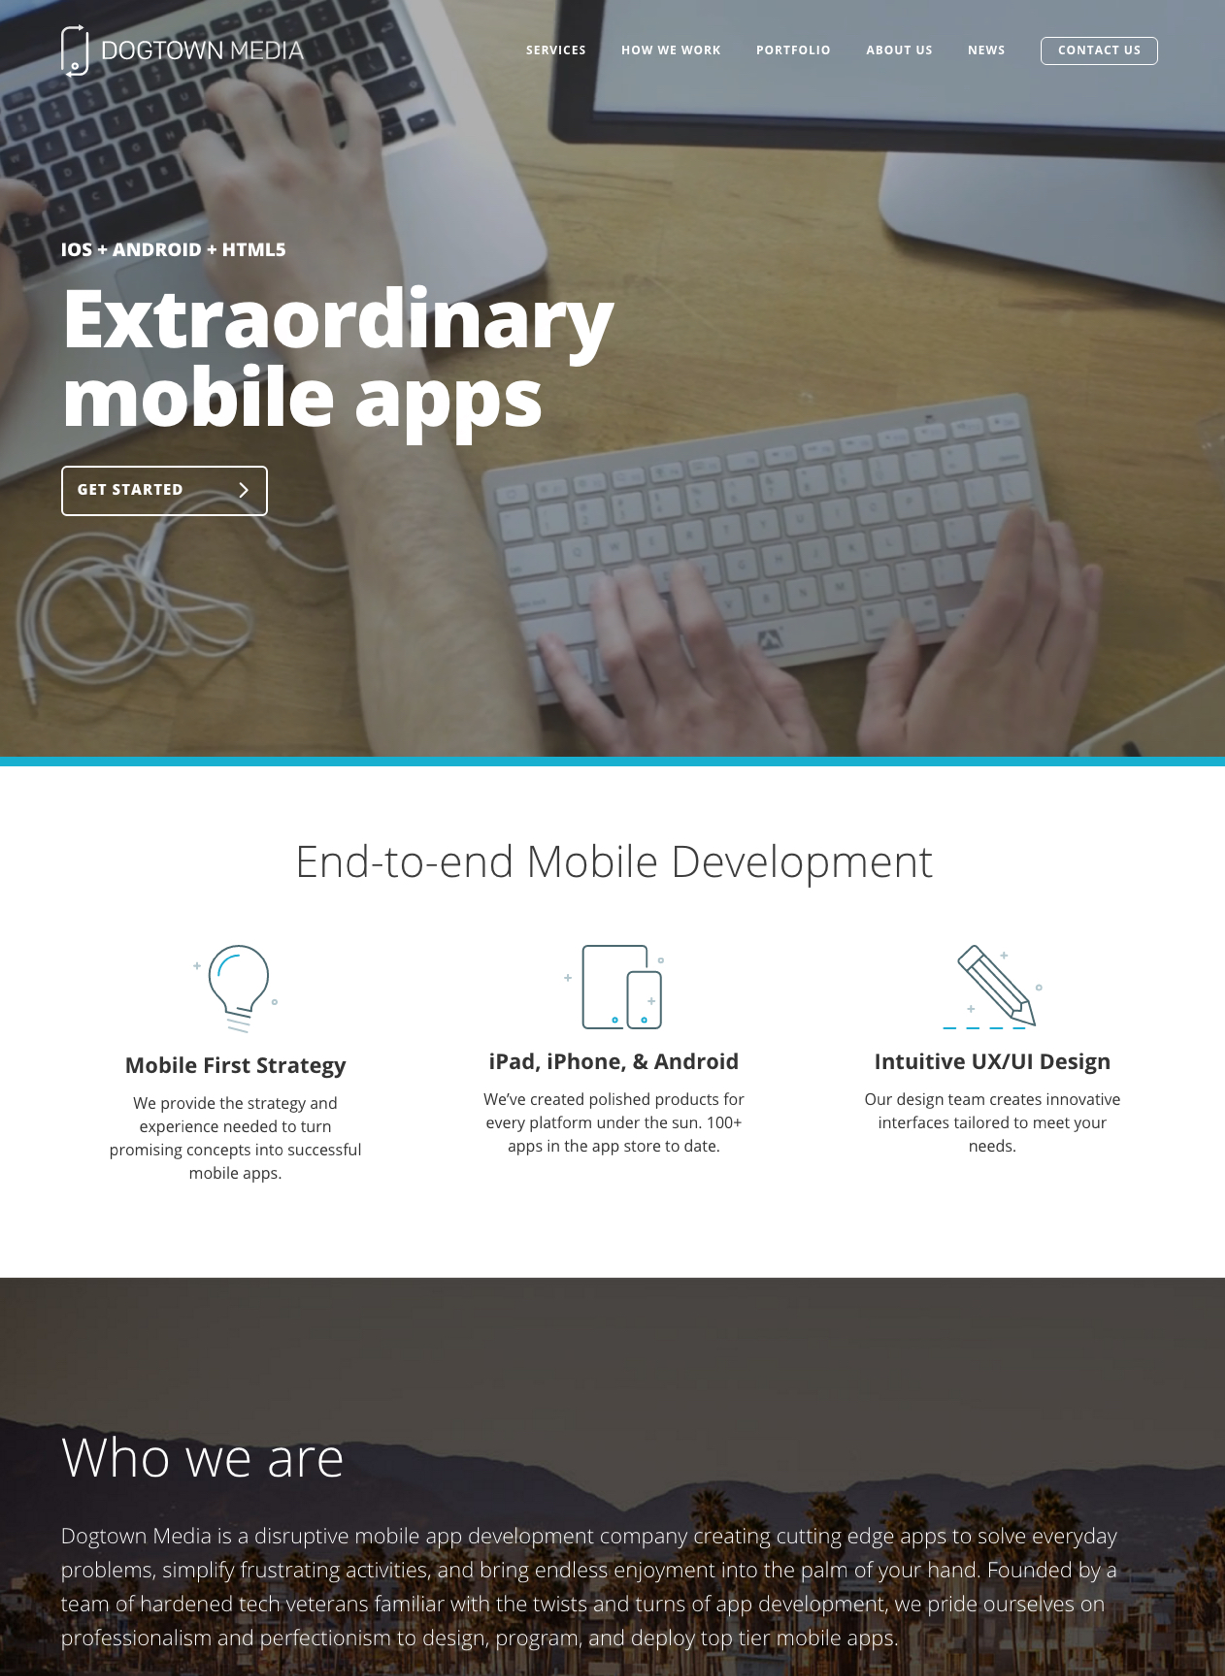 DOGTOWN MEDIA
SERVICES
HOW WE WORK
PORTFOLIO
ABOUT US
NEWS
CONTACT US
IOS + ANDROID + HTML5
Extraordinary
mobile apps
GET STARTED
End-to-end Mobile Development
Mobile First Strategy
We provide the strategy and
experience needed to turn
promising concepts into successful
mobile apps.
iPad, iPhone, & Android
We've created polished products for
every platform under the sun. 100+
apps in the app store to date.
Intuitive UX/UI Design
Our design team creates innovative
interfaces tailored to meet your
needs.
Who we are
Dogtown Media is a disruptive mobile app development company creating cutting edge apps to solve everyday
problems, simplify frustrating activities, and bring endless enjoyment into the palm of your hand. Founded by a
team of hardened tech veterans familiar with the twists and turns of app development, we pride ourselves on
professionalism and perfectionism to design, program, and deploy top tier mobile apps.